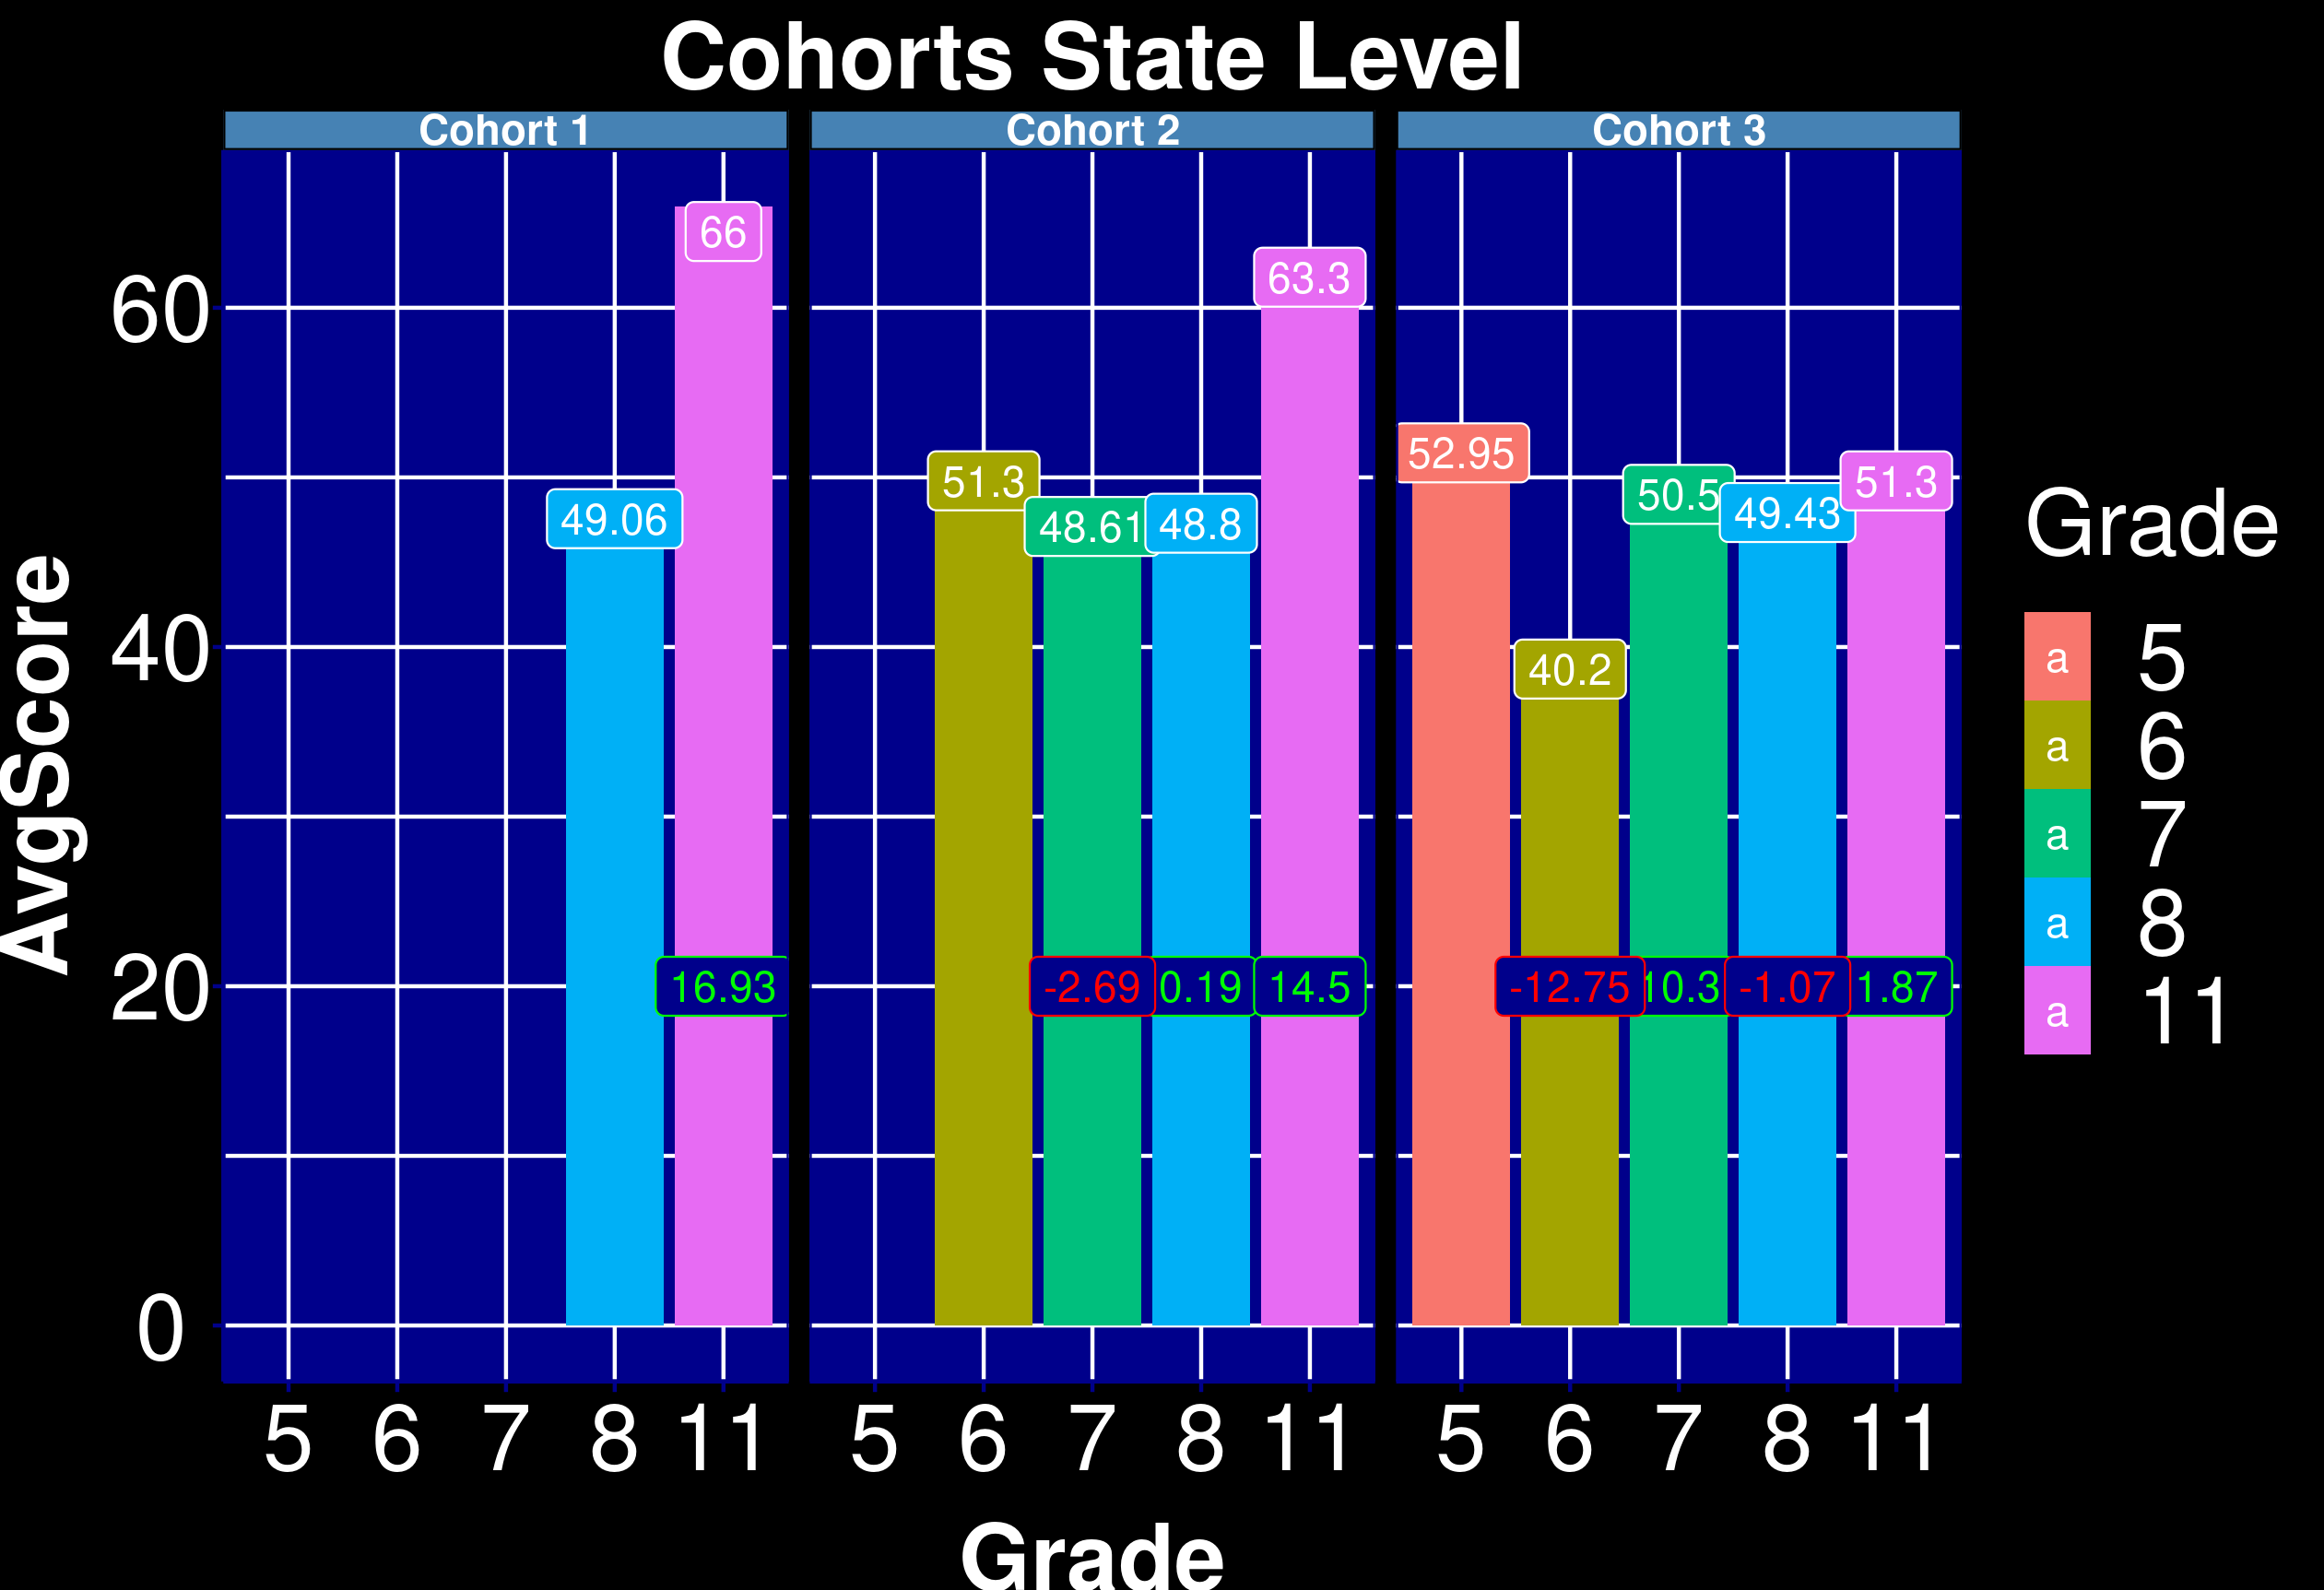 Cohorts State Level
Cohort 1 Cohort 2 Cohort 3
66
63.3
60
52.95
51.3 50.5 51.3
49.06 48.61 48.8 49.43
40.2
40
16.93 -2.69 0.19 14.5 -12.75 10.3 -1.07 1.87
20
0
5 6 7 8 11 5 6 7 8 11 5 6 7 8 11
Grade
AvgScore
Grade
a 5
a 6
a 7
a 8
a 11